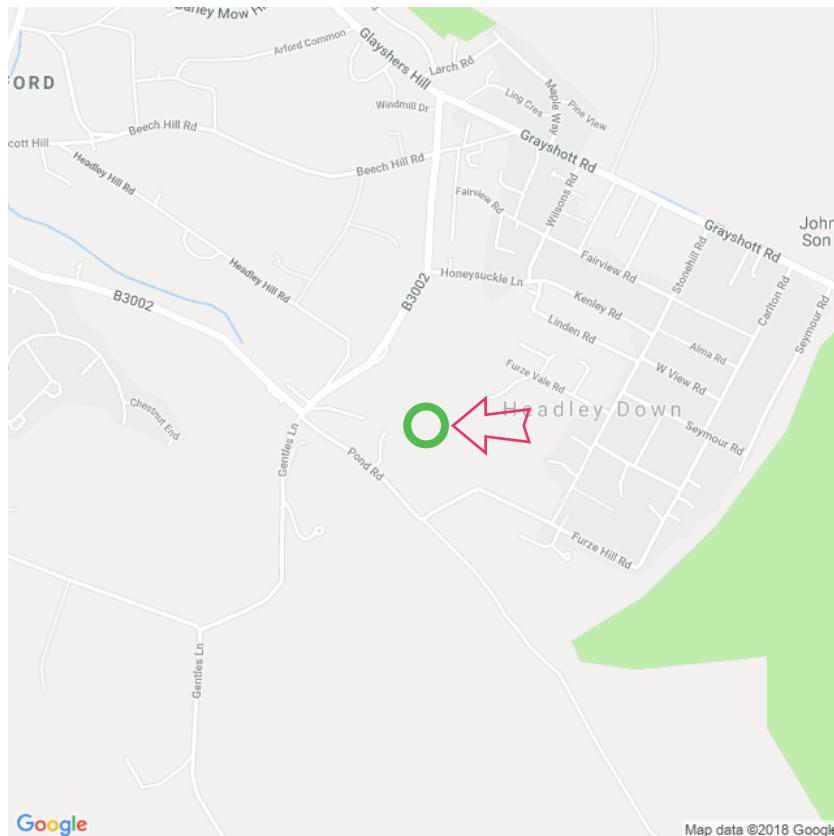 arley Mow H
Arford Common
Glayshers Hill
Larch Rd
FORD
Windmill Dr
Ling Cres
Maple Way
Pine View
Beech Hill Rd
cott Hill
Grayshott Rd
Headley Hill Rd
Beech Hill Rd
Fairview Rd
Wilsons Rd
Grayshott Rd
John
Son
Stonehill Rd
Headley Hill Rd
Fairview Rd
Honeysuckle Ln
Carlton Rd
B3002
B3002
Kenley Rd
Seymour Rd
Linden Rd
Alma Rd
Furze Vale Rd
W View Rd
Headley Down
Chestnut End
Seymour Rd
Gentles Ln
Pond Rd
Furze Hill Rd
Gentles Ln
Google
Map data ©2018 Google